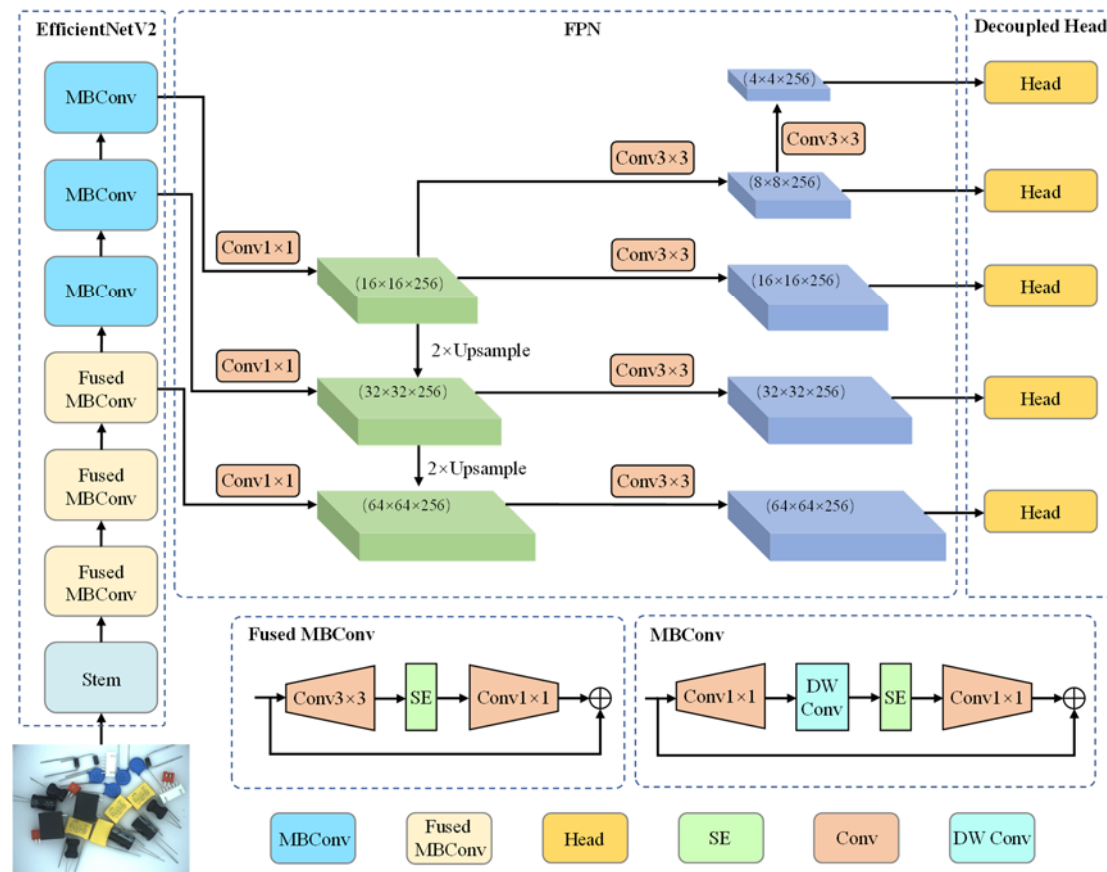 EfficientNetV2
FPN
Decoupled Head
MBConv
MBConv
MBConv
Fused
MBConv
Fused
MBConv
Fused
MBConv
Stem
Conv1×1
Conv1×1
Conv1×1
(16×16×256)
2×Upsample
(32×32×256)
2×Upsample
(64×64×256)
Conv3×3
Conv3×3
Conv3×3
Conv3×3
Conv3×3
(4×4×256)
(8×8×256)
(16×16×256)
(32×32×256)
(64×64×256)
Head
Head
Head
Head
Head
Fused MBConv
Conv3×3
SE
Conv1×1
MBConv
Conv1×1
DW
Conv
SE
Conv1×1
MBConv
Fused
MBConv
Head
SE
Conv
DW Conv